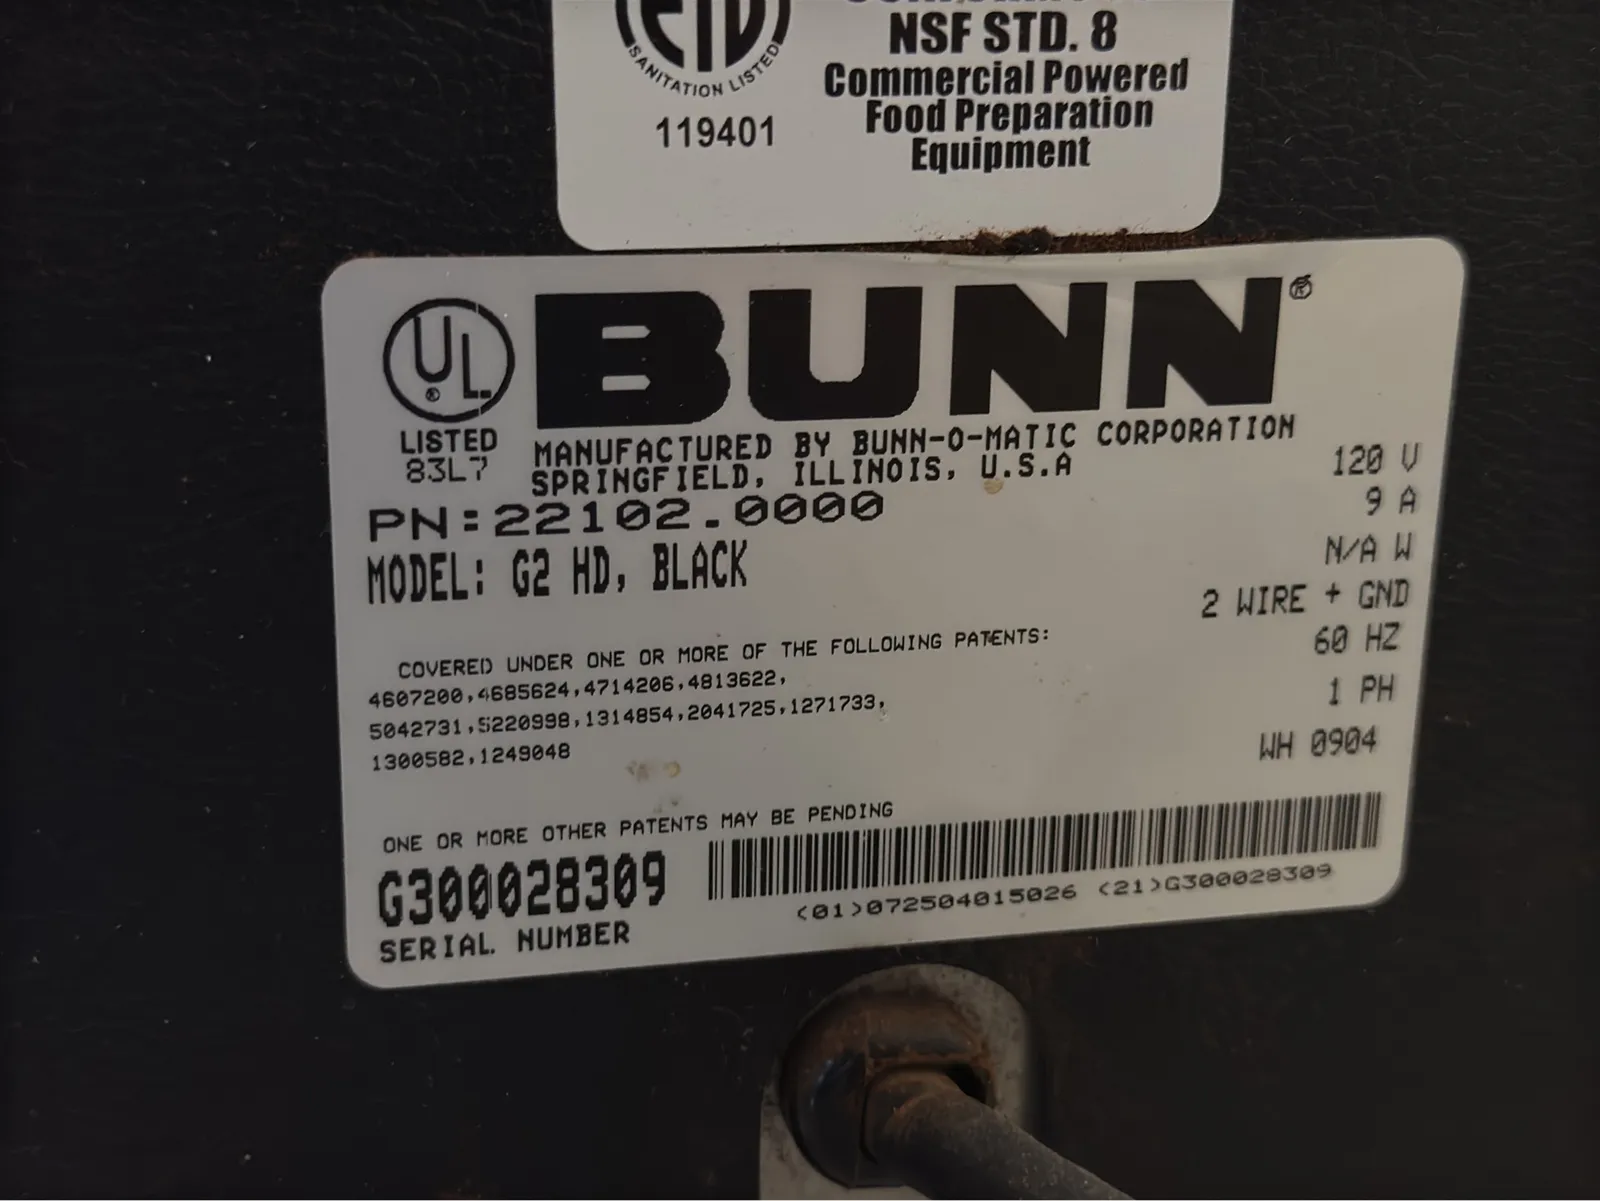 ETL
SANITATION LISTED
119401
NSF STD. 8
Commercial Powered
Food Preparation
Equipment
UL
®
LISTED
83L7
BUNN®
MANUFACTURED BY BUNN-O-MATIC CORPORATION
SPRINGFIELD, ILLINOIS, U.S.A
PN:22102.0000
MODEL: G2 HD, BLACK
120 V
9 A
N/A W
2 WIRE + GND
60 HZ
1 PH
WH 0904
COVERED UNDER ONE OR MORE OF THE FOLLOWING PATENTS:
4607200,4685624,4714206,4813622,
5042731,5220998,1314854,2041725,1271733,
1300582,1249048
ONE OR MORE OTHER PATENTS MAY BE PENDING
G300028309
SERIAL NUMBER
(01)072504015026 (21)G300028309